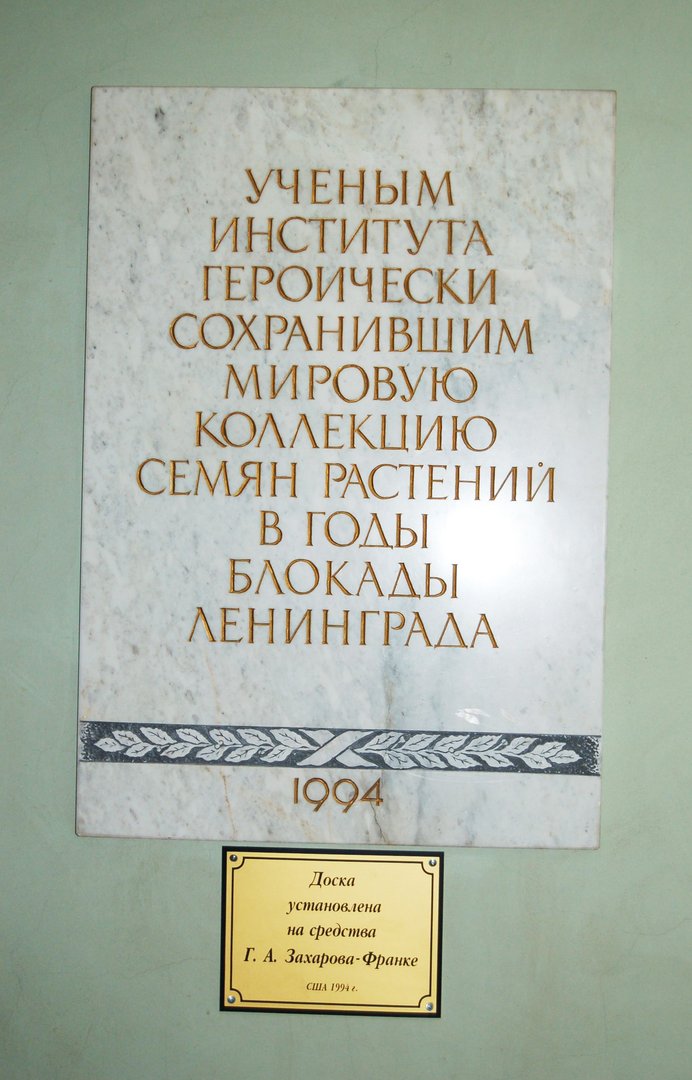 УЧЕНЫМ
ИНСТИТУТА
ГЕРОИЧЕСКИ
СОХРАНИВШИМ
МИРОВУЮ
КОЛЛЕКЦИЮ
СЕМЯН РАСТЕНИЙ
В ГОДЫ
БЛОКАДЫ
ЛЕНИНГРАДА
1994
Доска
установлена
на средства
Г. А. Захарова-Франке
США 1994 г.